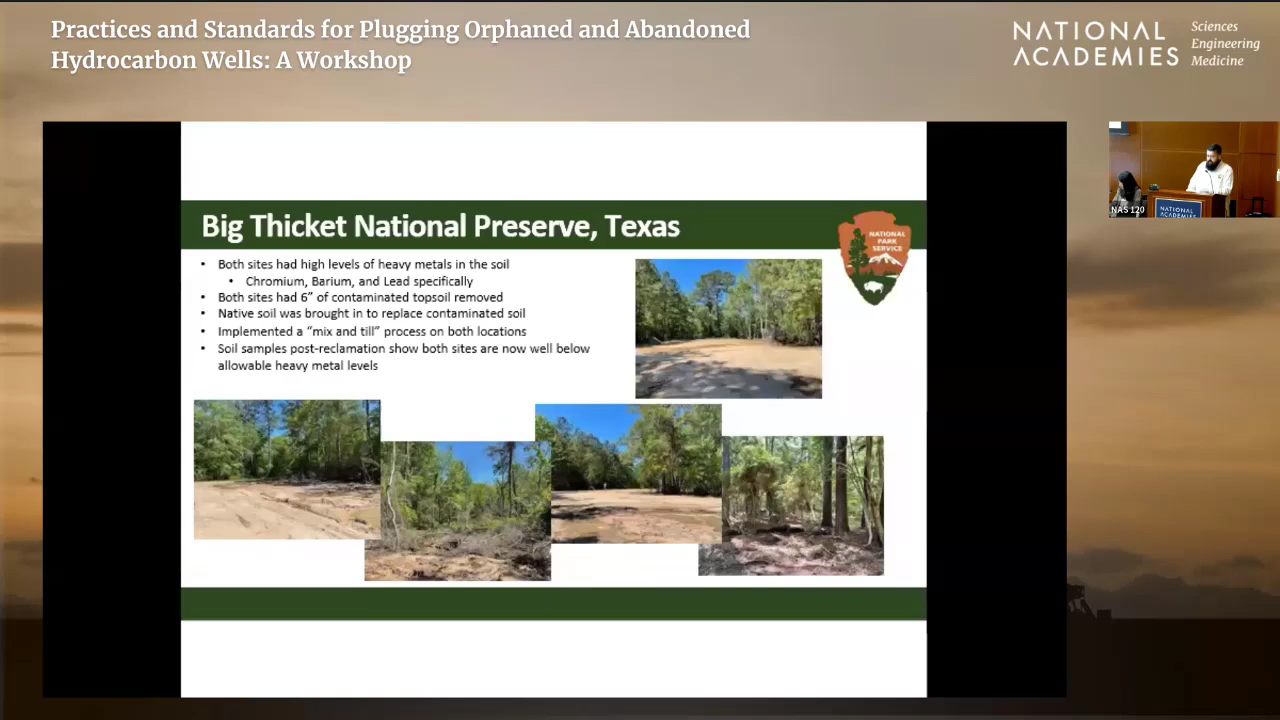 Practices and Standards for Plugging Orphaned and Abandoned
Hydrocarbon Wells: A Workshop
NATIONAL
ACADEMIES
Sciences
Engineering
Medicine
Big Thicket National Preserve, Texas
NATIONAL
PARK
SERVICE
• Both sites had high levels of heavy metals in the soil
• Chromium, Barium, and Lead specifically
• Both sites had 6” of contaminated topsoil removed
• Native soil was brought in to replace contaminated soil
• Implemented a “mix and till” process on both locations
• Soil samples post-reclamation show both sites are now well below
allowable heavy metal levels
NAS 120
NATIONAL
ACADEMIES